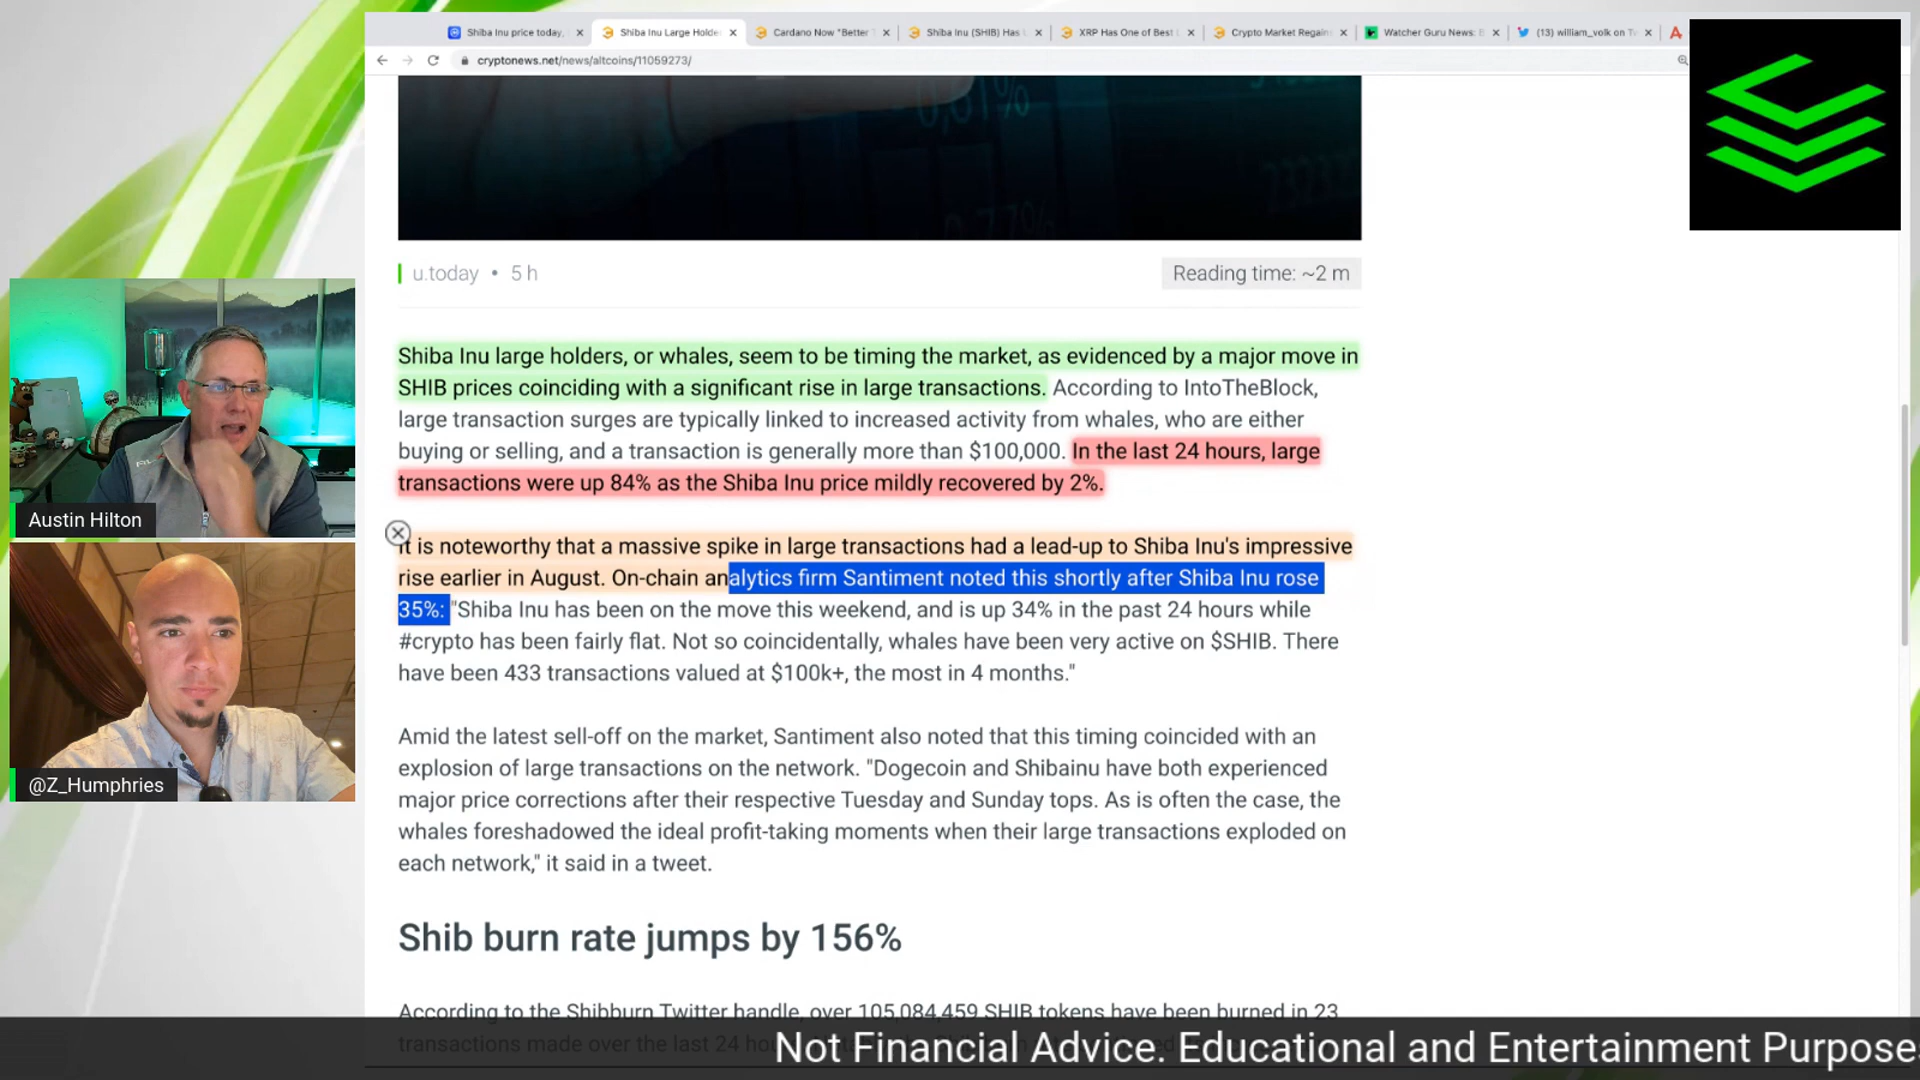 Shiba Inu price today,
Shiba Inu Large Holde
Cardano Now "Better
Shiba Inu (SHIB) Has
XRP Has One of Best
Crypto Market Regain
Watcher Guru News:
(13) william_volk on
cryptonews.net/news/altcoins/11059273/
0,61%
0.77%
u.today • 5 h
Reading time: ~2 m
Shiba Inu large holders, or whales, seem to be timing the market, as evidenced by a major move in
SHIB prices coinciding with a significant rise in large transactions. According to IntoTheBlock,
large transaction surges are typically linked to increased activity from whales, who are either
buying or selling, and a transaction is generally more than $100,000. In the last 24 hours, large
transactions were up 84% as the Shiba Inu price mildly recovered by 2%.
It is noteworthy that a massive spike in large transactions had a lead-up to Shiba Inu's impressive
rise earlier in August. On-chain analytics firm Santiment noted this shortly after Shiba Inu rose
35%: "Shiba Inu has been on the move this weekend, and is up 34% in the past 24 hours while
#crypto has been fairly flat. Not so coincidentally, whales have been very active on $SHIB. There
have been 433 transactions valued at $100k+, the most in 4 months."
Amid the latest sell-off on the market, Santiment also noted that this timing coincided with an
explosion of large transactions on the network. "Dogecoin and Shibainu have both experienced
major price corrections after their respective Tuesday and Sunday tops. As is often the case, the
whales foreshadowed the ideal profit-taking moments when their large transactions exploded on
each network," it said in a tweet.
Shib burn rate jumps by 156%
According to the Shibburn Twitter handle, over 105,084,459 SHIB tokens have been burned in 23
transactions made over the last 24
Austin Hilton
@Z_Humphries
Not Financial Advice. Educational and Entertainment Purpose